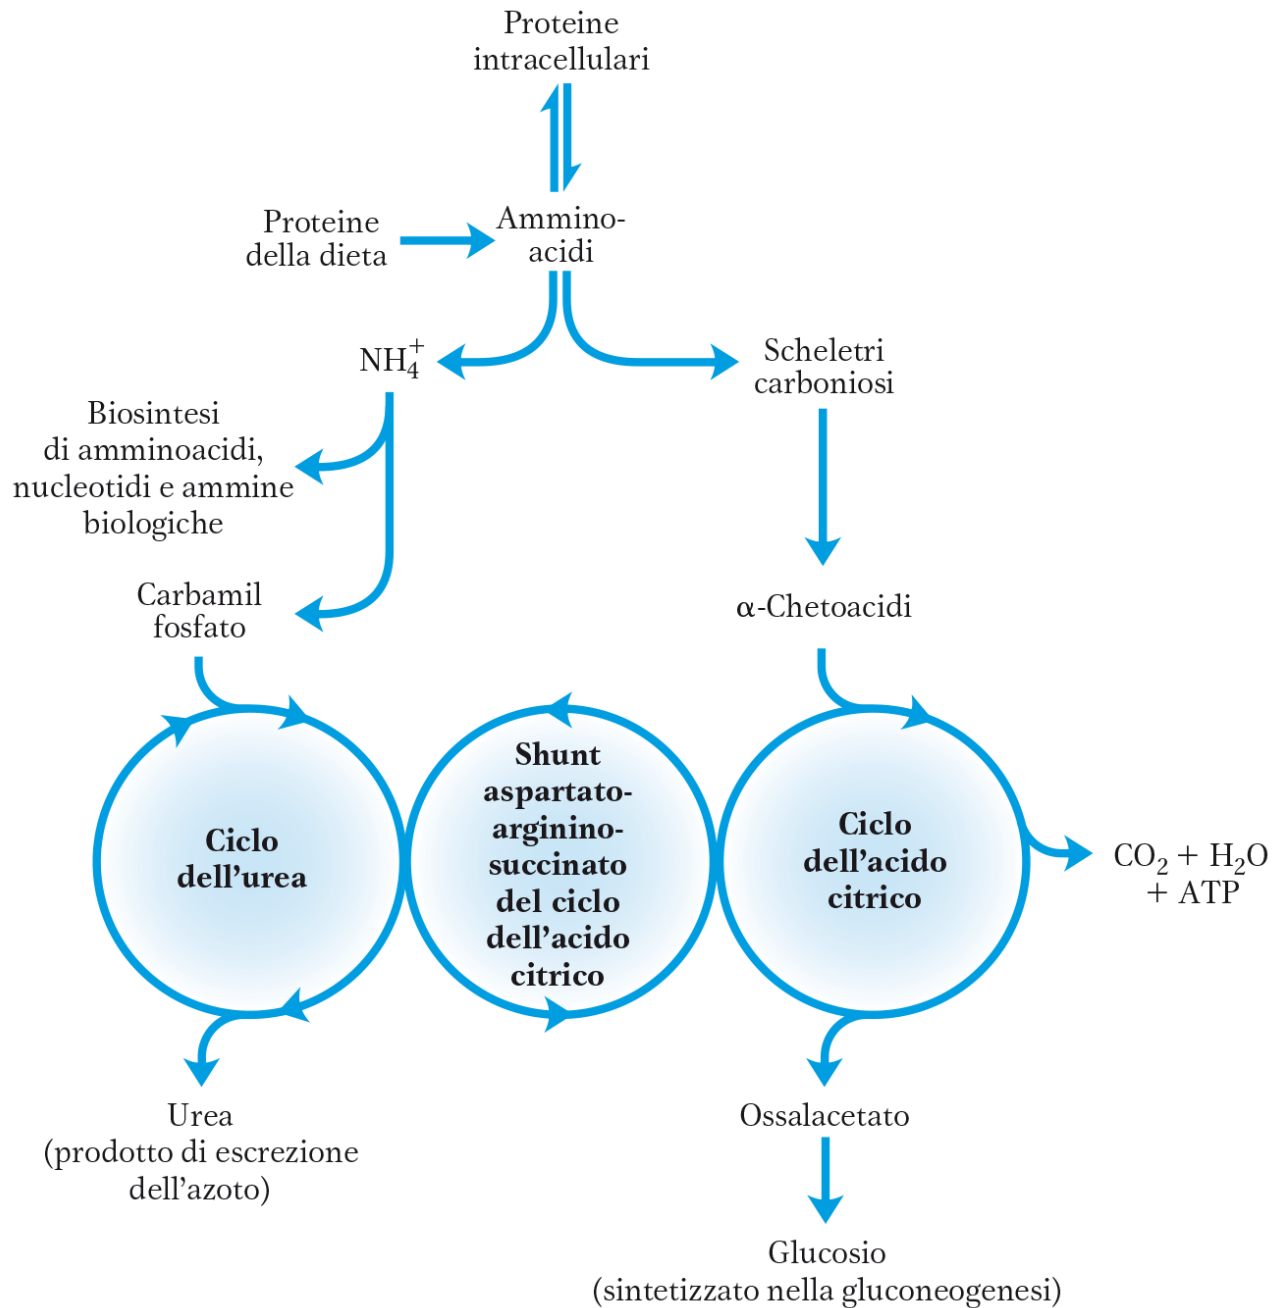 Proteine
intracellulari
Proteine
della dieta
Ammino-
acidi
NH₄⁺
Scheletri
carboniosi
Biosintesi
di amminoacidi,
nucleotidi e ammine
biologiche
Carbamil
fosfato
α-Chetoacidi
Ciclo
dell’urea
Shunt
aspartato-
arginino-
succinato
del ciclo
dell’acido
citrico
Ciclo
dell’acido
citrico
CO₂ + H₂O
+ ATP
Urea
(prodotto di escrezione
dell’azoto)
Ossalacetato
Glucosio
(sintetizzato nella gluconeogenesi)